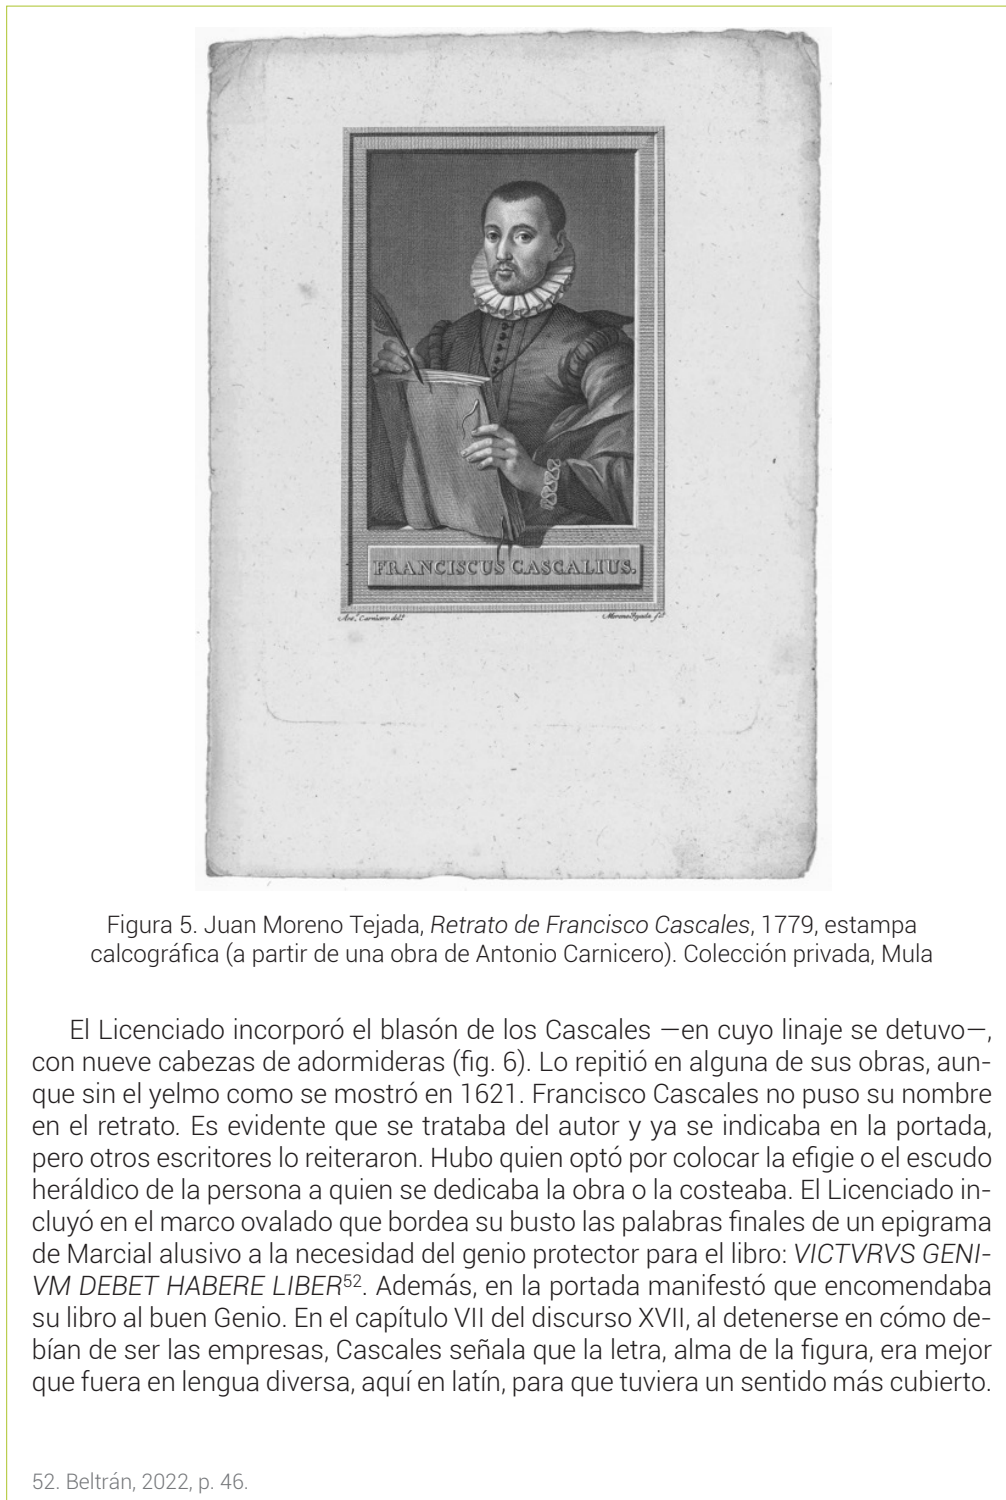 FRANCISCUS CASCALIUS.
Ant.º Carnicero del.t
Moreno Tejada f.t
Figura 5. Juan Moreno Tejada, Retrato de Francisco Cascales, 1779, estampa
calcográfica (a partir de una obra de Antonio Carnicero). Colección privada, Mula
El Licenciado incorporó el blasón de los Cascales —en cuyo linaje se detuvo—,
con nueve cabezas de adormideras (fig. 6). Lo repitió en alguna de sus obras, aun-
que sin el yelmo como se mostró en 1621. Francisco Cascales no puso su nombre
en el retrato. Es evidente que se trataba del autor y ya se indicaba en la portada,
pero otros escritores lo reiteraron. Hubo quien optó por colocar la efigie o el escudo
heráldico de la persona a quien se dedicaba la obra o la costeaba. El Licenciado in-
cluyó en el marco ovalado que bordea su busto las palabras finales de un epigrama
de Marcial alusivo a la necesidad del genio protector para el libro: VICTVRVS GENI-
VM DEBET HABERE LIBER52. Además, en la portada manifestó que encomendaba
su libro al buen Genio. En el capítulo VII del discurso XVII, al detenerse en cómo de-
bían de ser las empresas, Cascales señala que la letra, alma de la figura, era mejor
que fuera en lengua diversa, aquí en latín, para que tuviera un sentido más cubierto.
52. Beltrán, 2022, p. 46.